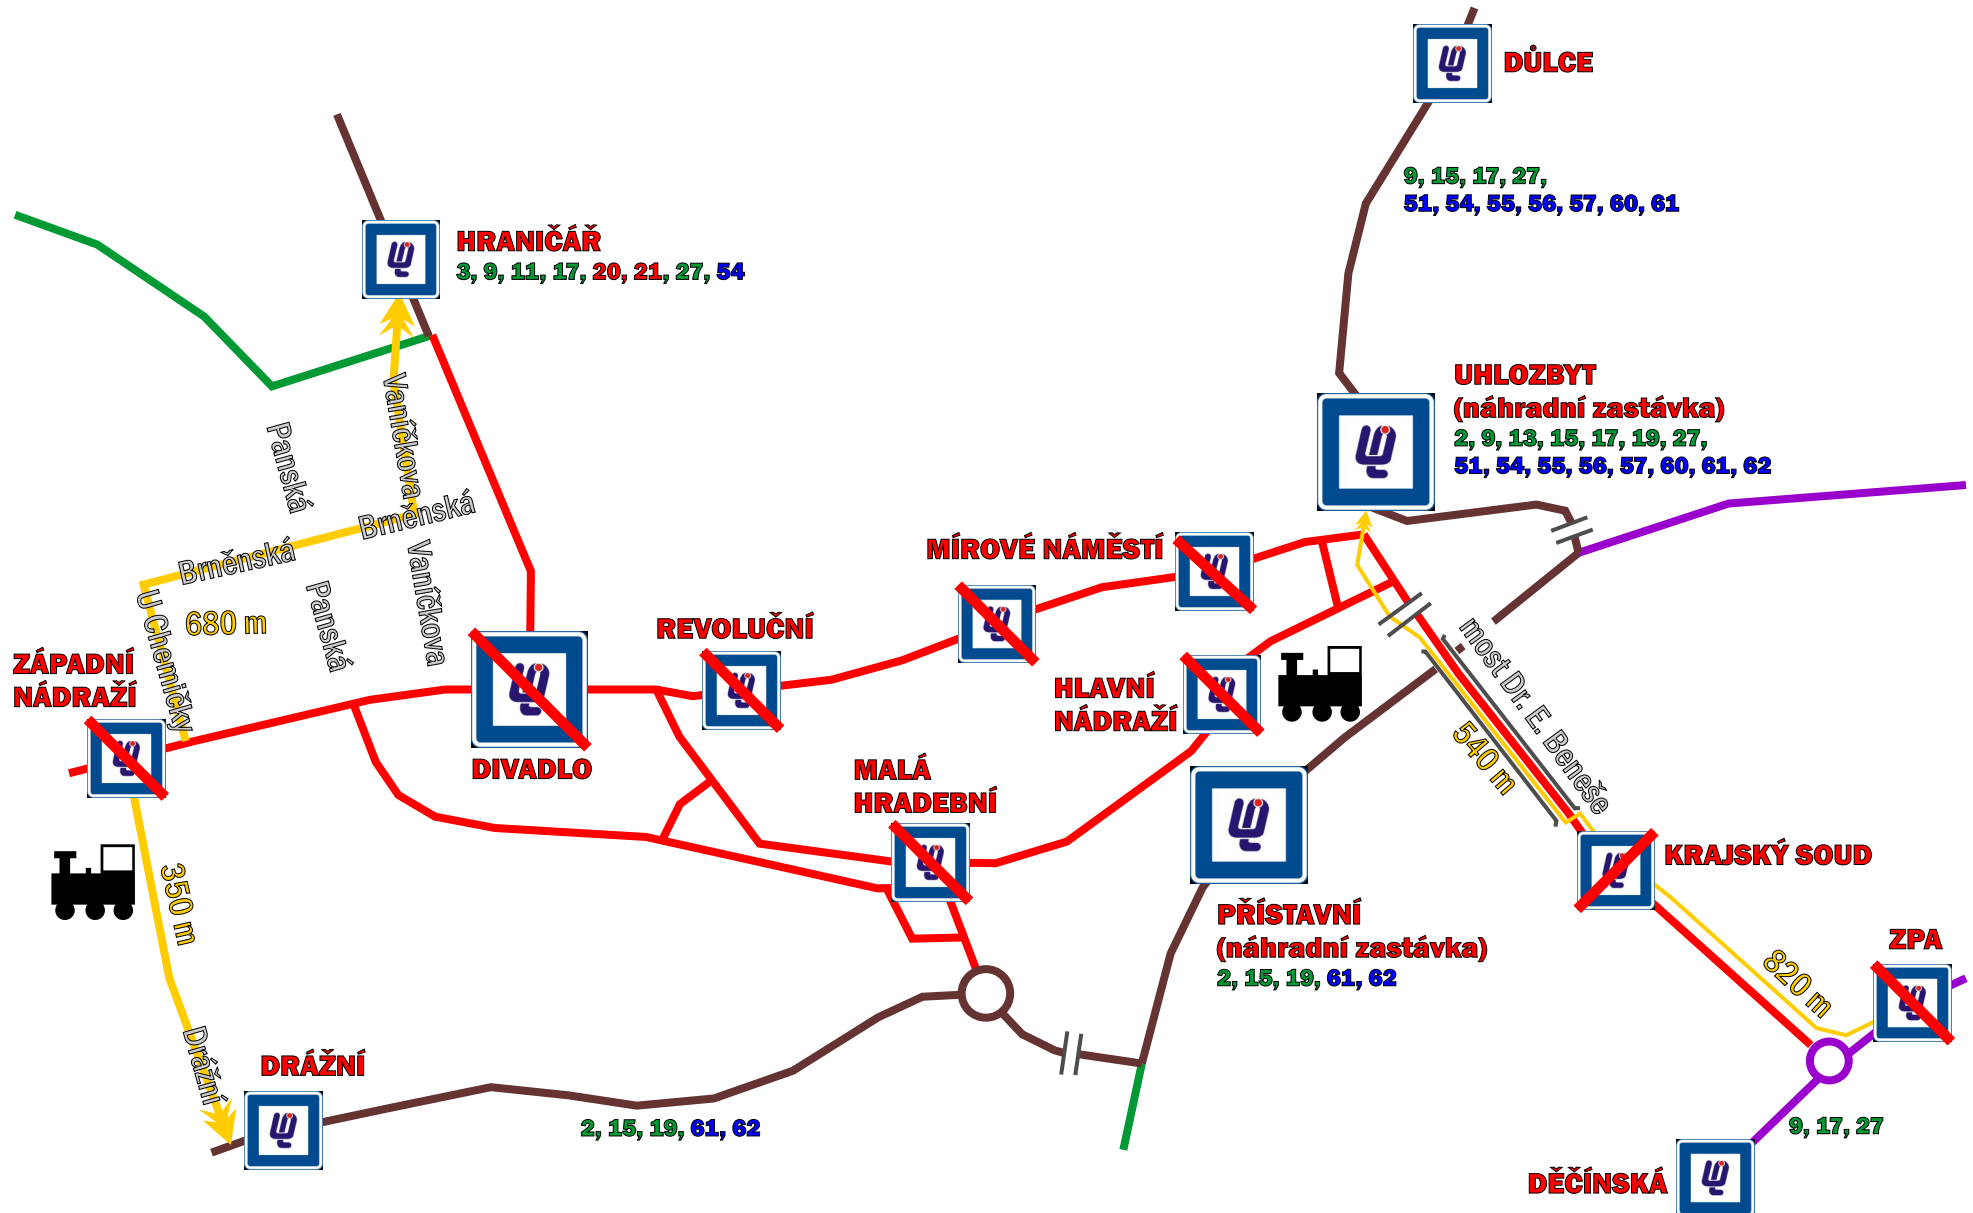 DŮLCE
9, 15, 17, 27,
51, 54, 55, 56, 57, 60, 61
HRANIČÁŘ
3, 9, 11, 17, 20, 21, 27, 54
UHLOZBYT
(náhradní zastávka)
2, 9, 13, 15, 17, 19, 27,
51, 54, 55, 56, 57, 60, 61, 62
Vaníčkova
Panská
Brněnská
Brněnská
Vaníčkova
Panská
U Chemičky
680 m
MÍROVÉ NÁMĚSTÍ
REVOLUČNÍ
ZÁPADNÍ
NÁDRAŽÍ
HLAVNÍ
NÁDRAŽÍ
most Dr. E. Beneše
540 m
DIVADLO
MALÁ
HRADEBNÍ
KRAJSKÝ SOUD
350 m
PŘÍSTAVNÍ
(náhradní zastávka)
2, 15, 19, 61, 62
ZPA
820 m
Drážní
DRÁŽNÍ
2, 15, 19, 61, 62
9, 17, 27
DĚČÍNSKÁ